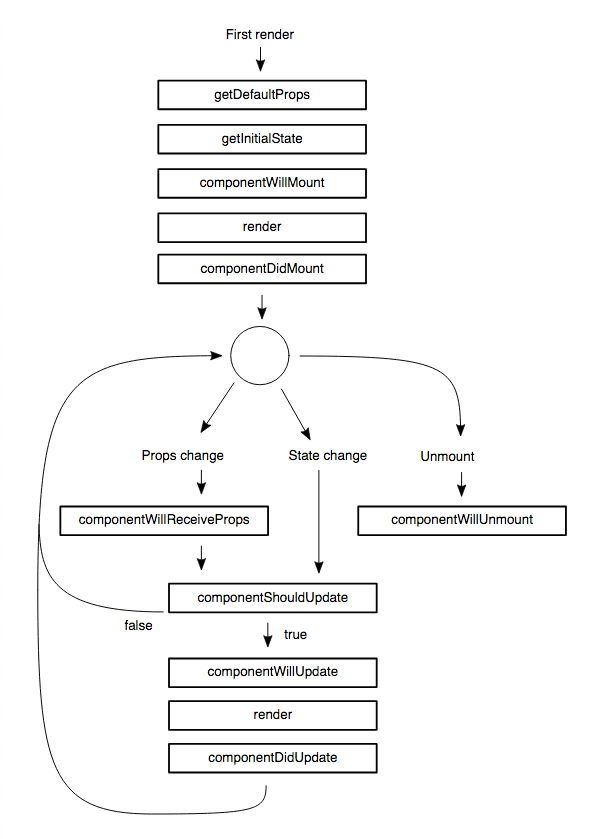 First render
getDefaultProps
getInitialState
componentWillMount
render
componentDidMount
Props change
State change
Unmount
componentWillReceiveProps
componentWillUnmount
componentShouldUpdate
false
true
componentWillUpdate
render
componentDidUpdate